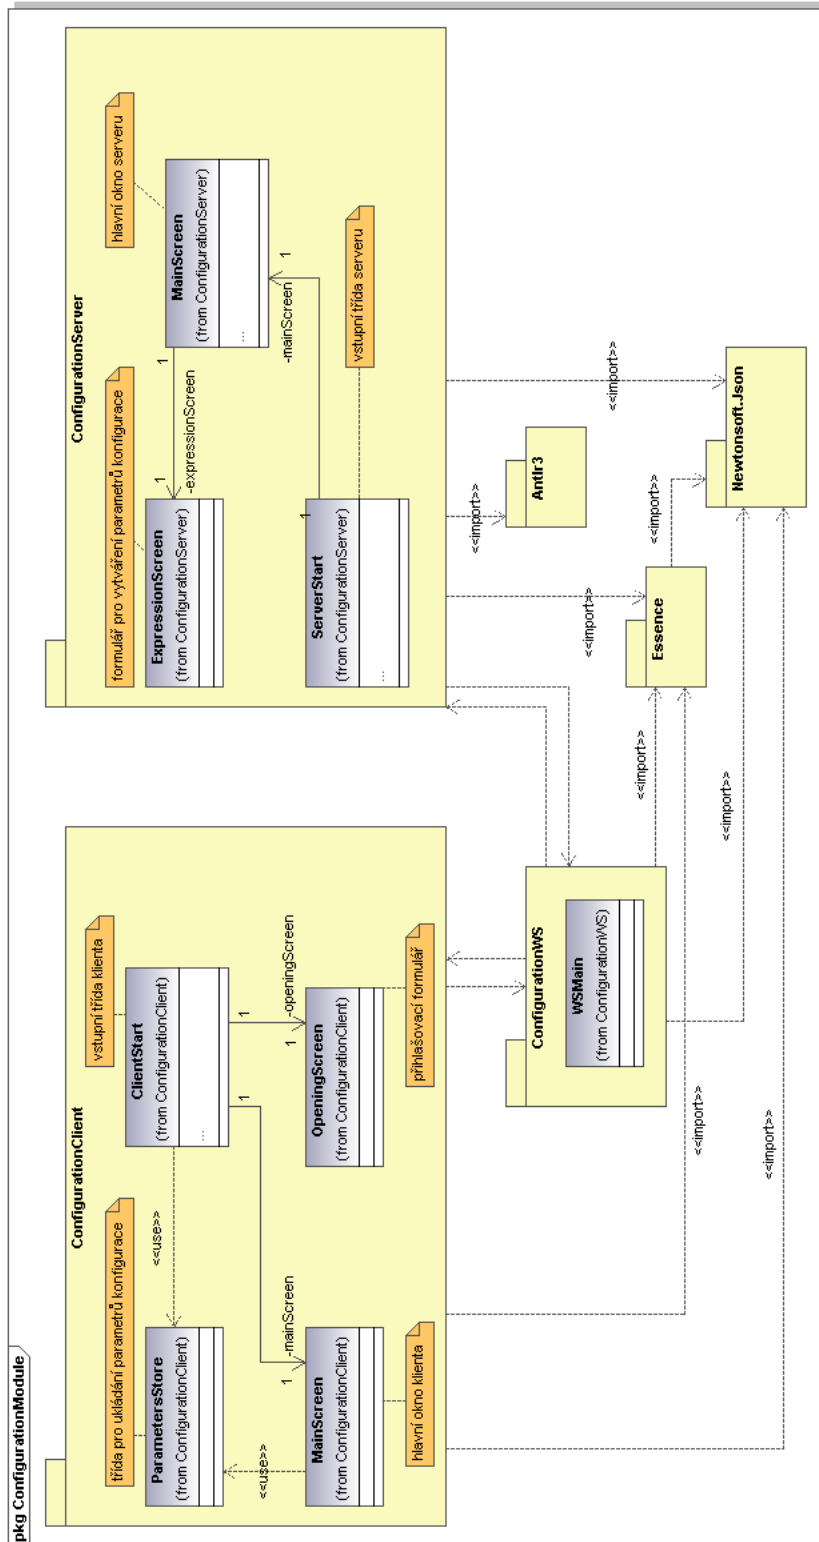 pkg ConfigurationModule
ConfigurationClient
třída pro ukládání parametrů konfigurace
vstupní třída klienta
ParametersStore
(from ConfigurationClient)
<<use>>
ClientStart
(from ConfigurationClient)
...
<<use>>
1
1
-mainScreen
1
-openingScreen
1
MainScreen
(from ConfigurationClient)
OpeningScreen
(from ConfigurationClient)
hlavní okno klienta
přihlašovací formulář
ConfigurationServer
formulář pro vytváření parametrů konfigurace
hlavní okno serveru
ExpressionScreen
(from ConfigurationServer)
1
-expressionScreen
1
MainScreen
(from ConfigurationServer)
...
-mainScreen
1
1
ServerStart
(from ConfigurationServer)
...
vstupní třída serveru
ConfigurationWS
WSMain
(from ConfigurationWS)
<<import>>
Antlr3
<<import>>
<<import>>
<<import>>
Essence
<<import>>
<<import>>
<<import>>
<<import>>
Newtonsoft.Json